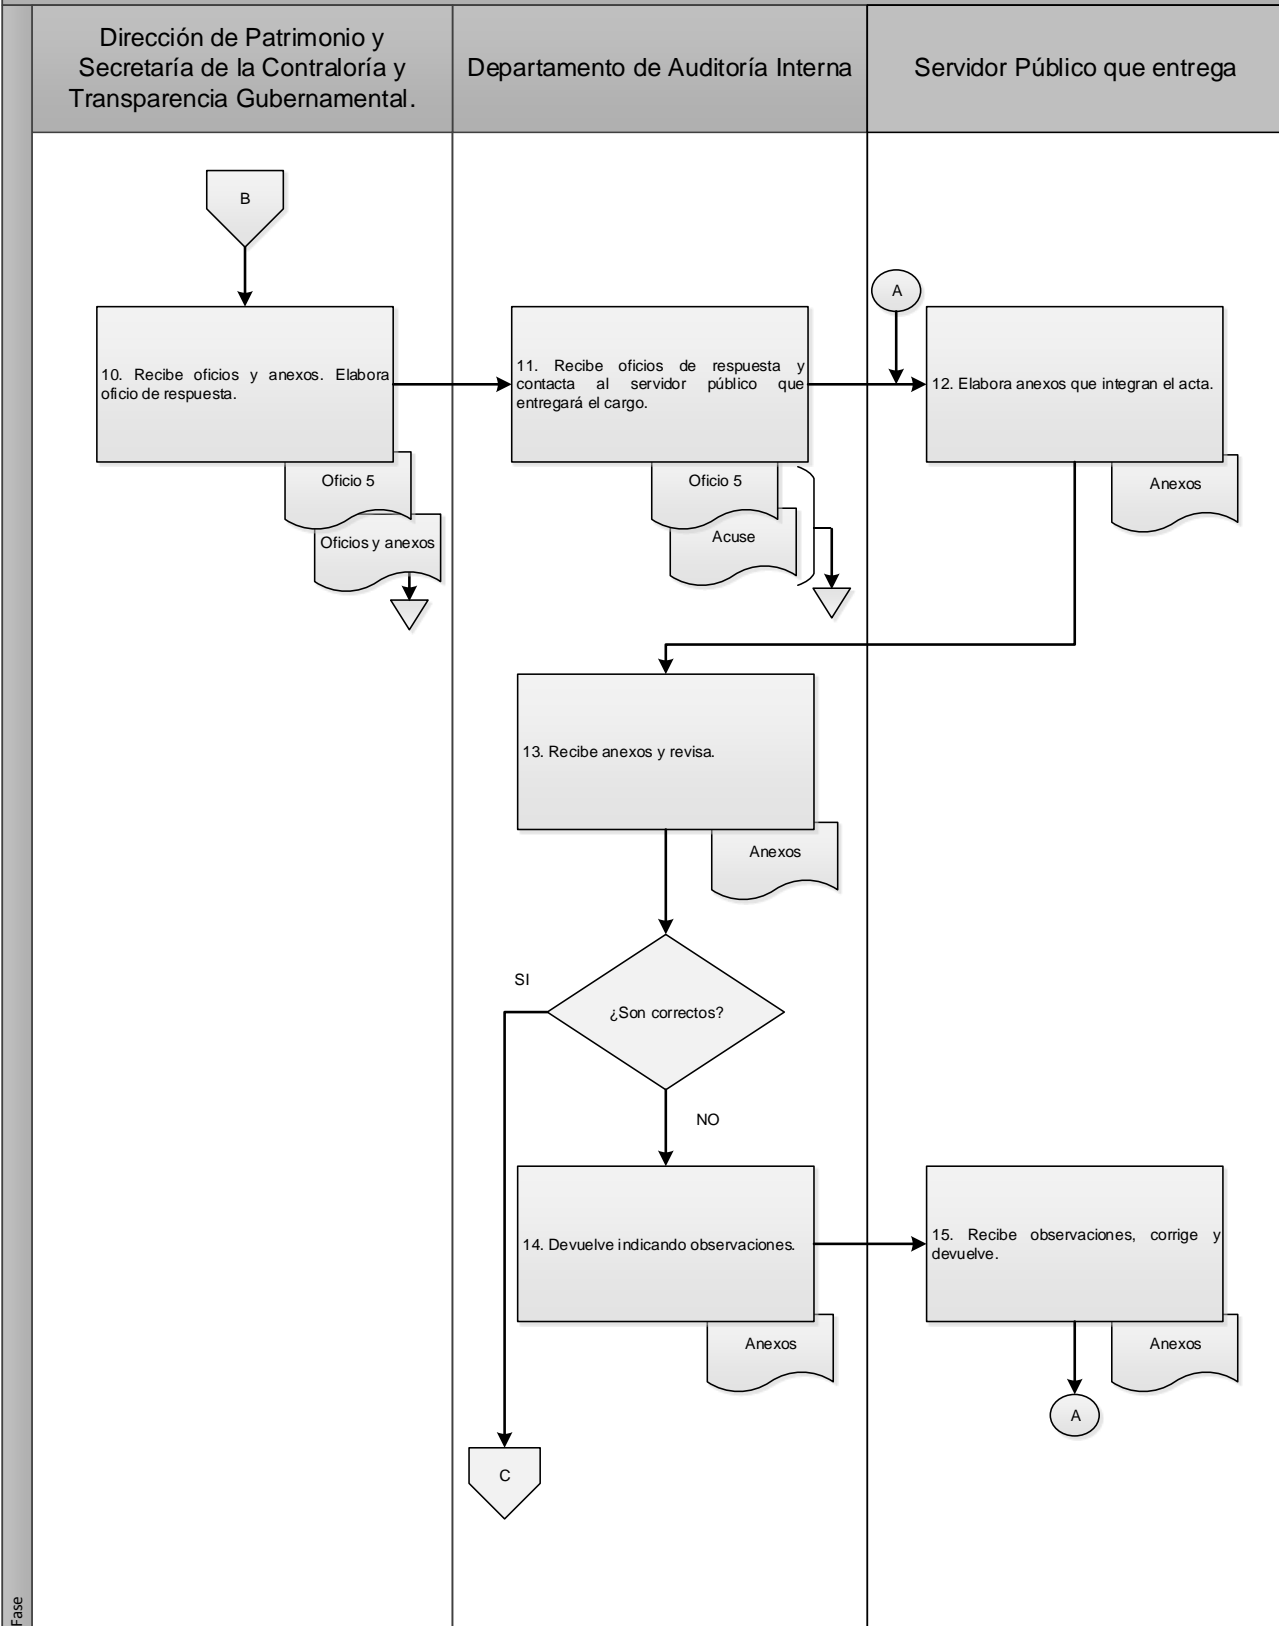 Dirección de Patrimonio y
Secretaría de la Contraloría y
Transparencia Gubernamental.
Departamento de Auditoría Interna
Servidor Público que entrega
B
A
10. Recibe oficios y anexos. Elabora
oficio de respuesta.
11. Recibe oficios de respuesta y
contacta al servidor público que
entregará el cargo.
12. Elabora anexos que integran el acta.
Oficio 5
Oficios y anexos
Oficio 5
Acuse
Anexos
13. Recibe anexos y revisa.
Anexos
SI
¿Son correctos?
NO
14. Devuelve indicando observaciones.
15. Recibe observaciones, corrige y
devuelve.
Anexos
Anexos
A
C
Fase